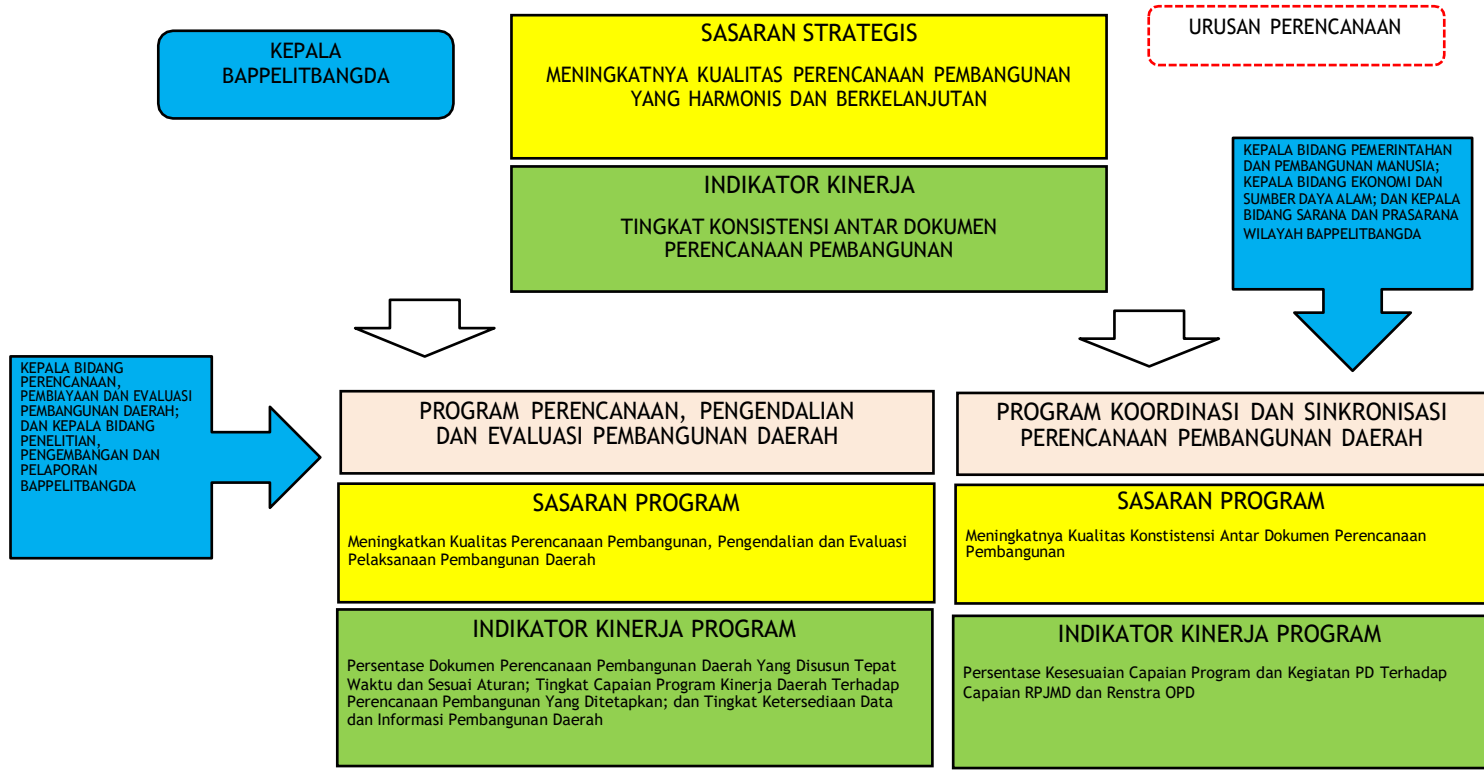 KEPALA
BAPPELITBANGDA
SASARAN STRATEGIS
MENINGKATNYA KUALITAS PERENCANAAN PEMBANGUNAN
YANG HARMONIS DAN BERKELANJUTAN
URUSAN PERENCANAAN
INDIKATOR KINERJA
TINGKAT KONSISTENSI ANTAR DOKUMEN
PERENCANAAN PEMBANGUNAN
KEPALA BIDANG PEMERINTAHAN
DAN PEMBANGUNAN MANUSIA;
KEPALA BIDANG EKONOMI DAN
SUMBER DAYA ALAM; DAN KEPALA
BIDANG SARANA DAN PRASARANA
WILAYAH BAPPELITBANGDA
KEPALA BIDANG
PERENCANAAN,
PEMBIAYAAN DAN EVALUASI
PEMBANGUNAN DAERAH;
DAN KEPALA BIDANG
PENELITIAN,
PENGEMBANGAN DAN
PELAPORAN
BAPPELITBANGDA
PROGRAM PERENCANAAN, PENGENDALIAN
DAN EVALUASI PEMBANGUNAN DAERAH
SASARAN PROGRAM
Meningkatkan Kualitas Perencanaan Pembangunan, Pengendalian dan Evaluasi
Pelaksanaan Pembangunan Daerah
INDIKATOR KINERJA PROGRAM
Persentase Dokumen Perencanaan Pembangunan Daerah Yang Disusun Tepat
Waktu dan Sesuai Aturan; Tingkat Capaian Program Kinerja Daerah Terhadap
Perencanaan Pembangunan Yang Ditetapkan; dan Tingkat Ketersediaan Data
dan Informasi Pembangunan Daerah
PROGRAM KOORDINASI DAN SINKRONISASI
PERENCANAAN PEMBANGUNAN DAERAH
SASARAN PROGRAM
Meningkatnya Kualitas Konstistensi Antar Dokumen Perencanaan
Pembangunan
INDIKATOR KINERJA PROGRAM
Persentase Kesesuaian Capaian Program dan Kegiatan PD Terhadap
Capaian RPJMD dan Renstra OPD